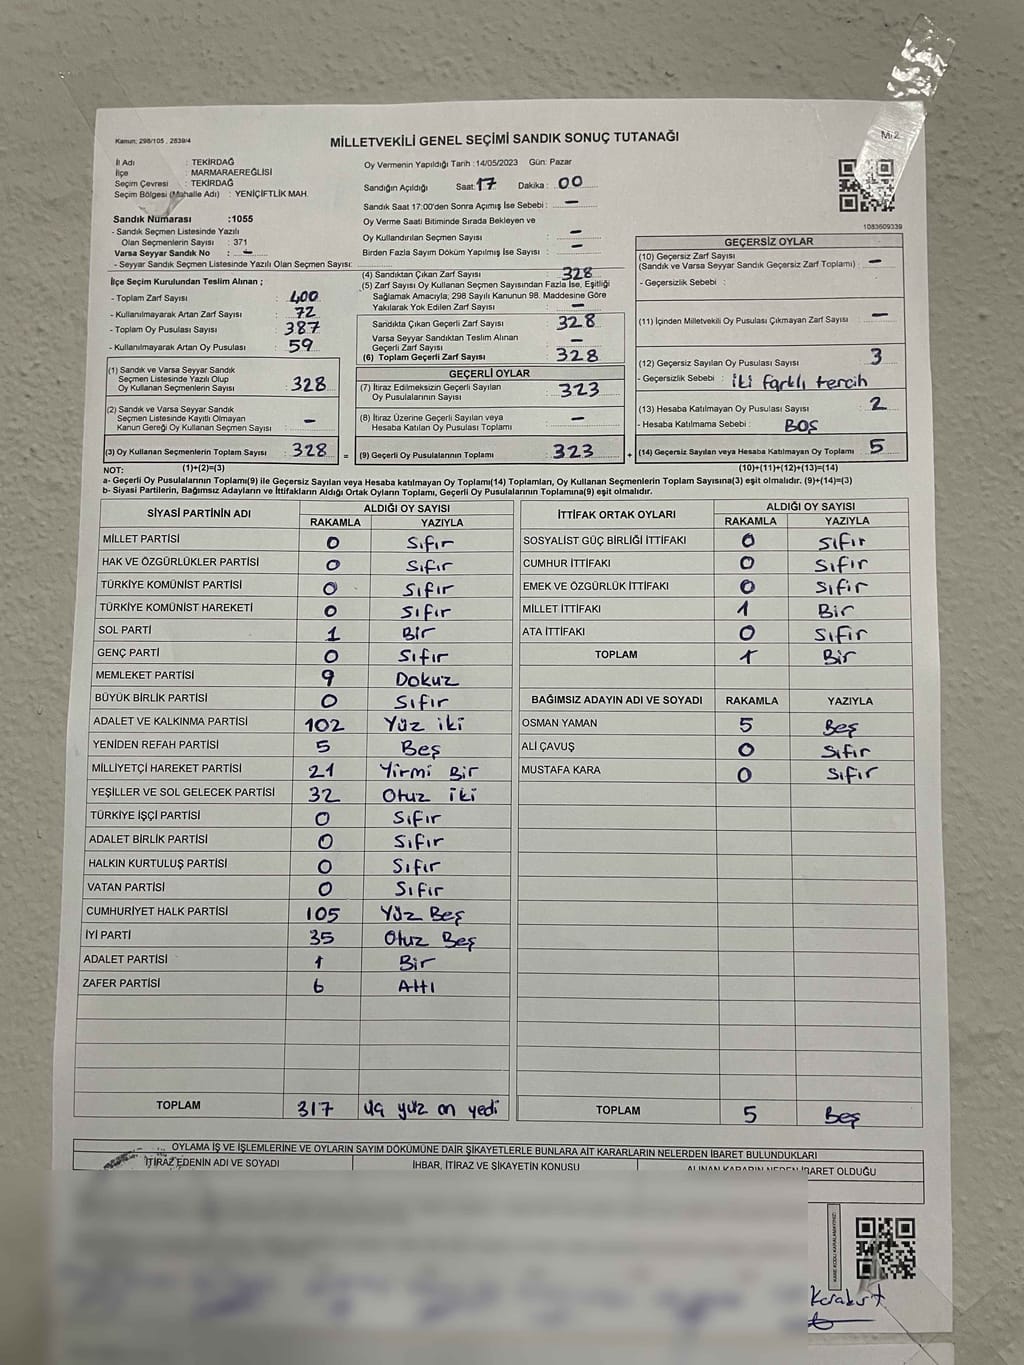 Kanun: 298/105 , 2839/4
MİLLETVEKİLİ GENEL SEÇİMİ SANDIK SONUÇ TUTANAĞI
Mi2
İl Adı : TEKİRDAĞ
İlçe : MARMARAEREĞLİSİ
Seçim Çevresi : TEKİRDAĞ
Seçim Bölgesi (Mahalle Adı) : YENİÇİFTLİK MAH.
Sandık Numarası :1055
- Sandık Seçmen Listesinde Yazılı
Olan Seçmenlerin Sayısı : 371
Varsa Seyyar Sandık No : -
- Seyyar Sandık Seçmen Listesinde Yazılı Olan Seçmen Sayısı:
Oy Vermenin Yapıldığı Tarih :14/05/2023 Gün: Pazar
Sandığın Açıldığı Saat: 17 Dakika : 00
Sandık Saat 17:00'den Sonra Açımış İse Sebebi : -
Oy Verme Saati Bitiminde Sırada Bekleyen ve
Oy Kullandırılan Seçmen Sayısı -
Birden Fazla Sayım Döküm Yapılmış İse Sayısı : -
1083609339
İlçe Seçim Kurulundan Teslim Alınan ;
- Toplam Zarf Sayısı : 400
- Kullanılmayarak Artan Zarf Sayısı : 72
- Toplam Oy Pusulası Sayısı : 387
- Kullanılmayarak Artan Oy Pusulası : 59
(4) Sandıktan Çıkan Zarf Sayısı : 328
(5) Zarf Sayısı Oy Kullanan Seçmen Sayısından Fazla İse, Eşitliği
Sağlamak Amacıyla; 298 Sayılı Kanunun 98. Maddesine Göre
Yakılarak Yok Edilen Zarf Sayısı : -
Sandıkta Çıkan Geçerli Zarf Sayısı : 328
Varsa Seyyar Sandıktan Teslim Alınan
Geçerli Zarf Sayısı : -
(6) Toplam Geçerli Zarf Sayısı : 328
GEÇERSİZ OYLAR
(10) Geçersiz Zarf Sayısı
(Sandık ve Varsa Seyyar Sandık Geçersiz Zarf Toplamı) : -
- Geçersizlik Sebebi :
(11) İçinden Milletvekili Oy Pusulası Çıkmayan Zarf Sayısı : -
(12) Geçersiz Sayılan Oy Pusulası Sayısı : 3
- Geçersizlik Sebebi : iki farklı tercih
(13) Hesaba Katılmayan Oy Pusulası Sayısı : 2
- Hesaba Katılmama Sebebi : BOŞ
(14) Geçersiz Sayılan veya Hesaba Katılmayan Oy Toplamı : 5
(1) Sandık ve Varsa Seyyar Sandık
Seçmen Listesinde Yazılı Olup
Oy Kullanan Seçmenlerin Sayısı : 328
(2) Sandık ve Varsa Seyyar Sandık
Seçmen Listesinde Kayıtlı Olmayan
Kanun Gereği Oy Kullanan Seçmen Sayısı : -
(3) Oy Kullanan Seçmenlerin Toplam Sayısı : 328 =
GEÇERLİ OYLAR
(7) İtiraz Edilmeksizin Geçerli Sayılan
Oy Pusulalarının Sayısı : 323
(8) İtiraz Üzerine Geçerli Sayılan veya
Hesaba Katılan Oy Pusulası Toplamı : -
(9) Geçerli Oy Pusulalarının Toplamı : 323 +
NOT: (1)+(2)=(3) (10)+(11)+(12)+(13)=(14)
a- Geçerli Oy Pusulalarının Toplamı(9) ile Geçersiz Sayılan veya Hesaba katılmayan Oy Toplamı(14) Toplamları, Oy Kullanan Seçmenlerin Toplam Sayısına(3) eşit olmalıdır. (9)+(14)=(3)
b- Siyasi Partilerin, Bağımsız Adayların ve İttifakların Aldığı Ortak Oyların Toplamı, Geçerli Oy Pusulalarının Toplamına(9) eşit olmalıdır.
SİYASİ PARTİNİN ADI ALDIĞI OY SAYISI
RAKAMLA YAZIYLA
MİLLET PARTİSİ 0 Sıfır
HAK VE ÖZGÜRLÜKLER PARTİSİ 0 Sıfır
TÜRKİYE KOMÜNİST PARTİSİ 0 Sıfır
TÜRKİYE KOMÜNİST HAREKETİ 0 Sıfır
SOL PARTİ 1 Bir
GENÇ PARTİ 0 Sıfır
MEMLEKET PARTİSİ 9 Dokuz
BÜYÜK BİRLİK PARTİSİ 0 Sıfır
ADALET VE KALKINMA PARTİSİ 102 Yüz iki
YENİDEN REFAH PARTİSİ 5 Beş
MİLLİYETÇİ HAREKET PARTİSİ 21 Yirmi Bir
YEŞİLLER VE SOL GELECEK PARTİSİ 32 Otuz iki
TÜRKİYE İŞÇİ PARTİSİ 0 Sıfır
ADALET BİRLİK PARTİSİ 0 Sıfır
HALKIN KURTULUŞ PARTİSİ 0 Sıfır
VATAN PARTİSİ 0 Sıfır
CUMHURİYET HALK PARTİSİ 105 Yüz Beş
İYİ PARTİ 35 Otuz Beş
ADALET PARTİSİ 1 Bir
ZAFER PARTİSİ 6 Altı
TOPLAM 317 üç yüz on yedi
İTTİFAK ORTAK OYLARI ALDIĞI OY SAYISI
RAKAMLA YAZIYLA
SOSYALİST GÜÇ BİRLİĞİ İTTİFAKI 0 Sıfır
CUMHUR İTTİFAKI 0 Sıfır
EMEK VE ÖZGÜRLÜK İTTİFAKI 0 Sıfır
MİLLET İTTİFAKI 1 Bir
ATA İTTİFAKI 0 Sıfır
TOPLAM 1 Bir
BAĞIMSIZ ADAYIN ADI VE SOYADI RAKAMLA YAZIYLA
OSMAN YAMAN 5 Beş
ALİ ÇAVUŞ 0 Sıfır
MUSTAFA KARA 0 Sıfır
TOPLAM 5 Beş
OYLAMA İŞ VE İŞLEMLERİNE VE OYLARIN SAYIM DÖKÜMÜNE DAİR ŞİKAYETLERLE BUNLARA AİT KARARLARIN NELERDEN İBARET BULUNDUKLARI
İTİRAZ EDENİN ADI VE SOYADI İHBAR, İTİRAZ VE ŞİKAYETİN KONUSU ALINAN KARARIN NEDEN İBARET OLDUĞU